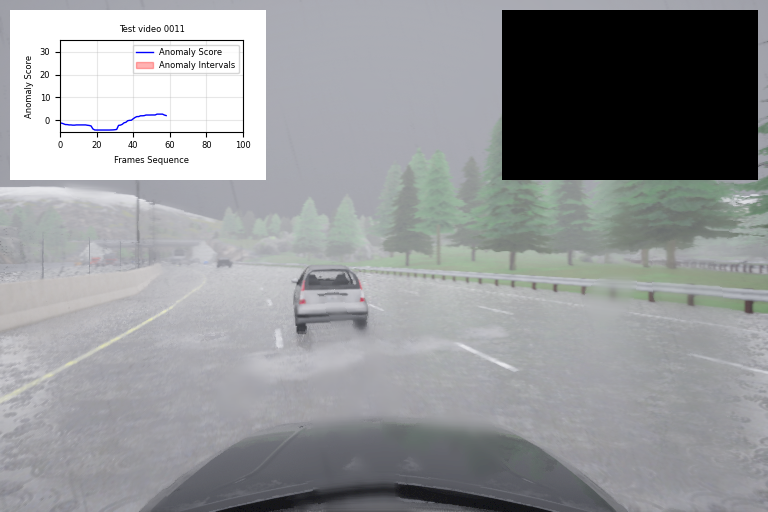 Test video 0011
Anomaly Score
Anomaly Intervals
30
20
10
0
Anomaly Score
0 20 40 60 80 100
Frames Sequence